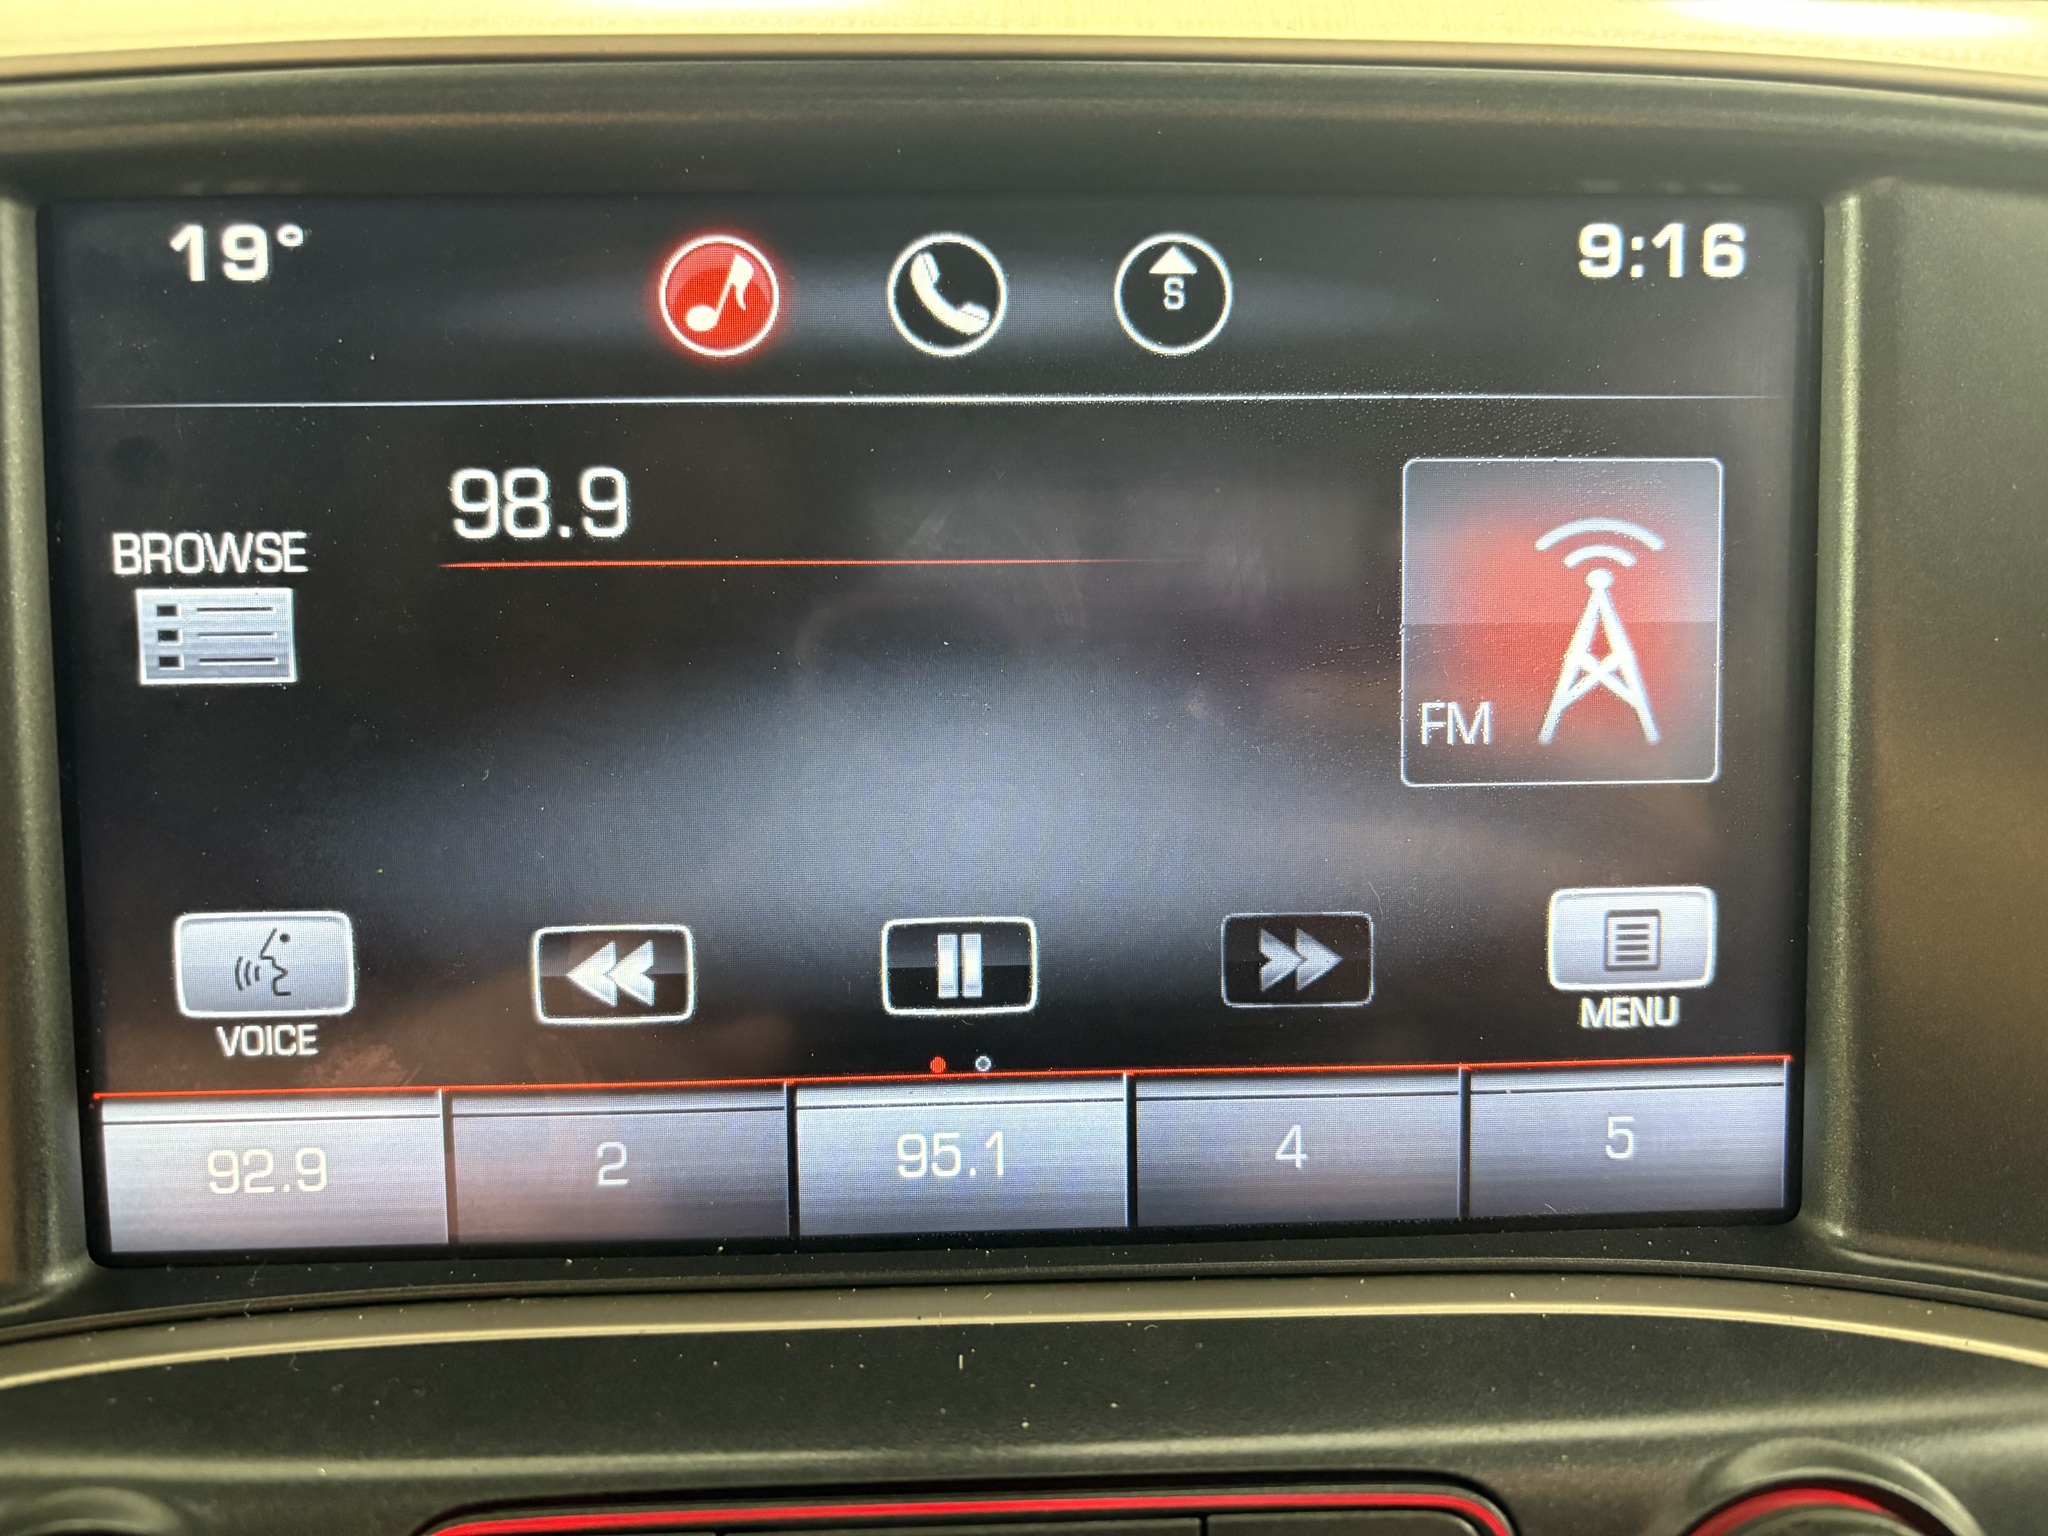 19°
S
9:16
98.9
BROWSE
FM
VOICE
MENU
92.9
2
95.1
4
5